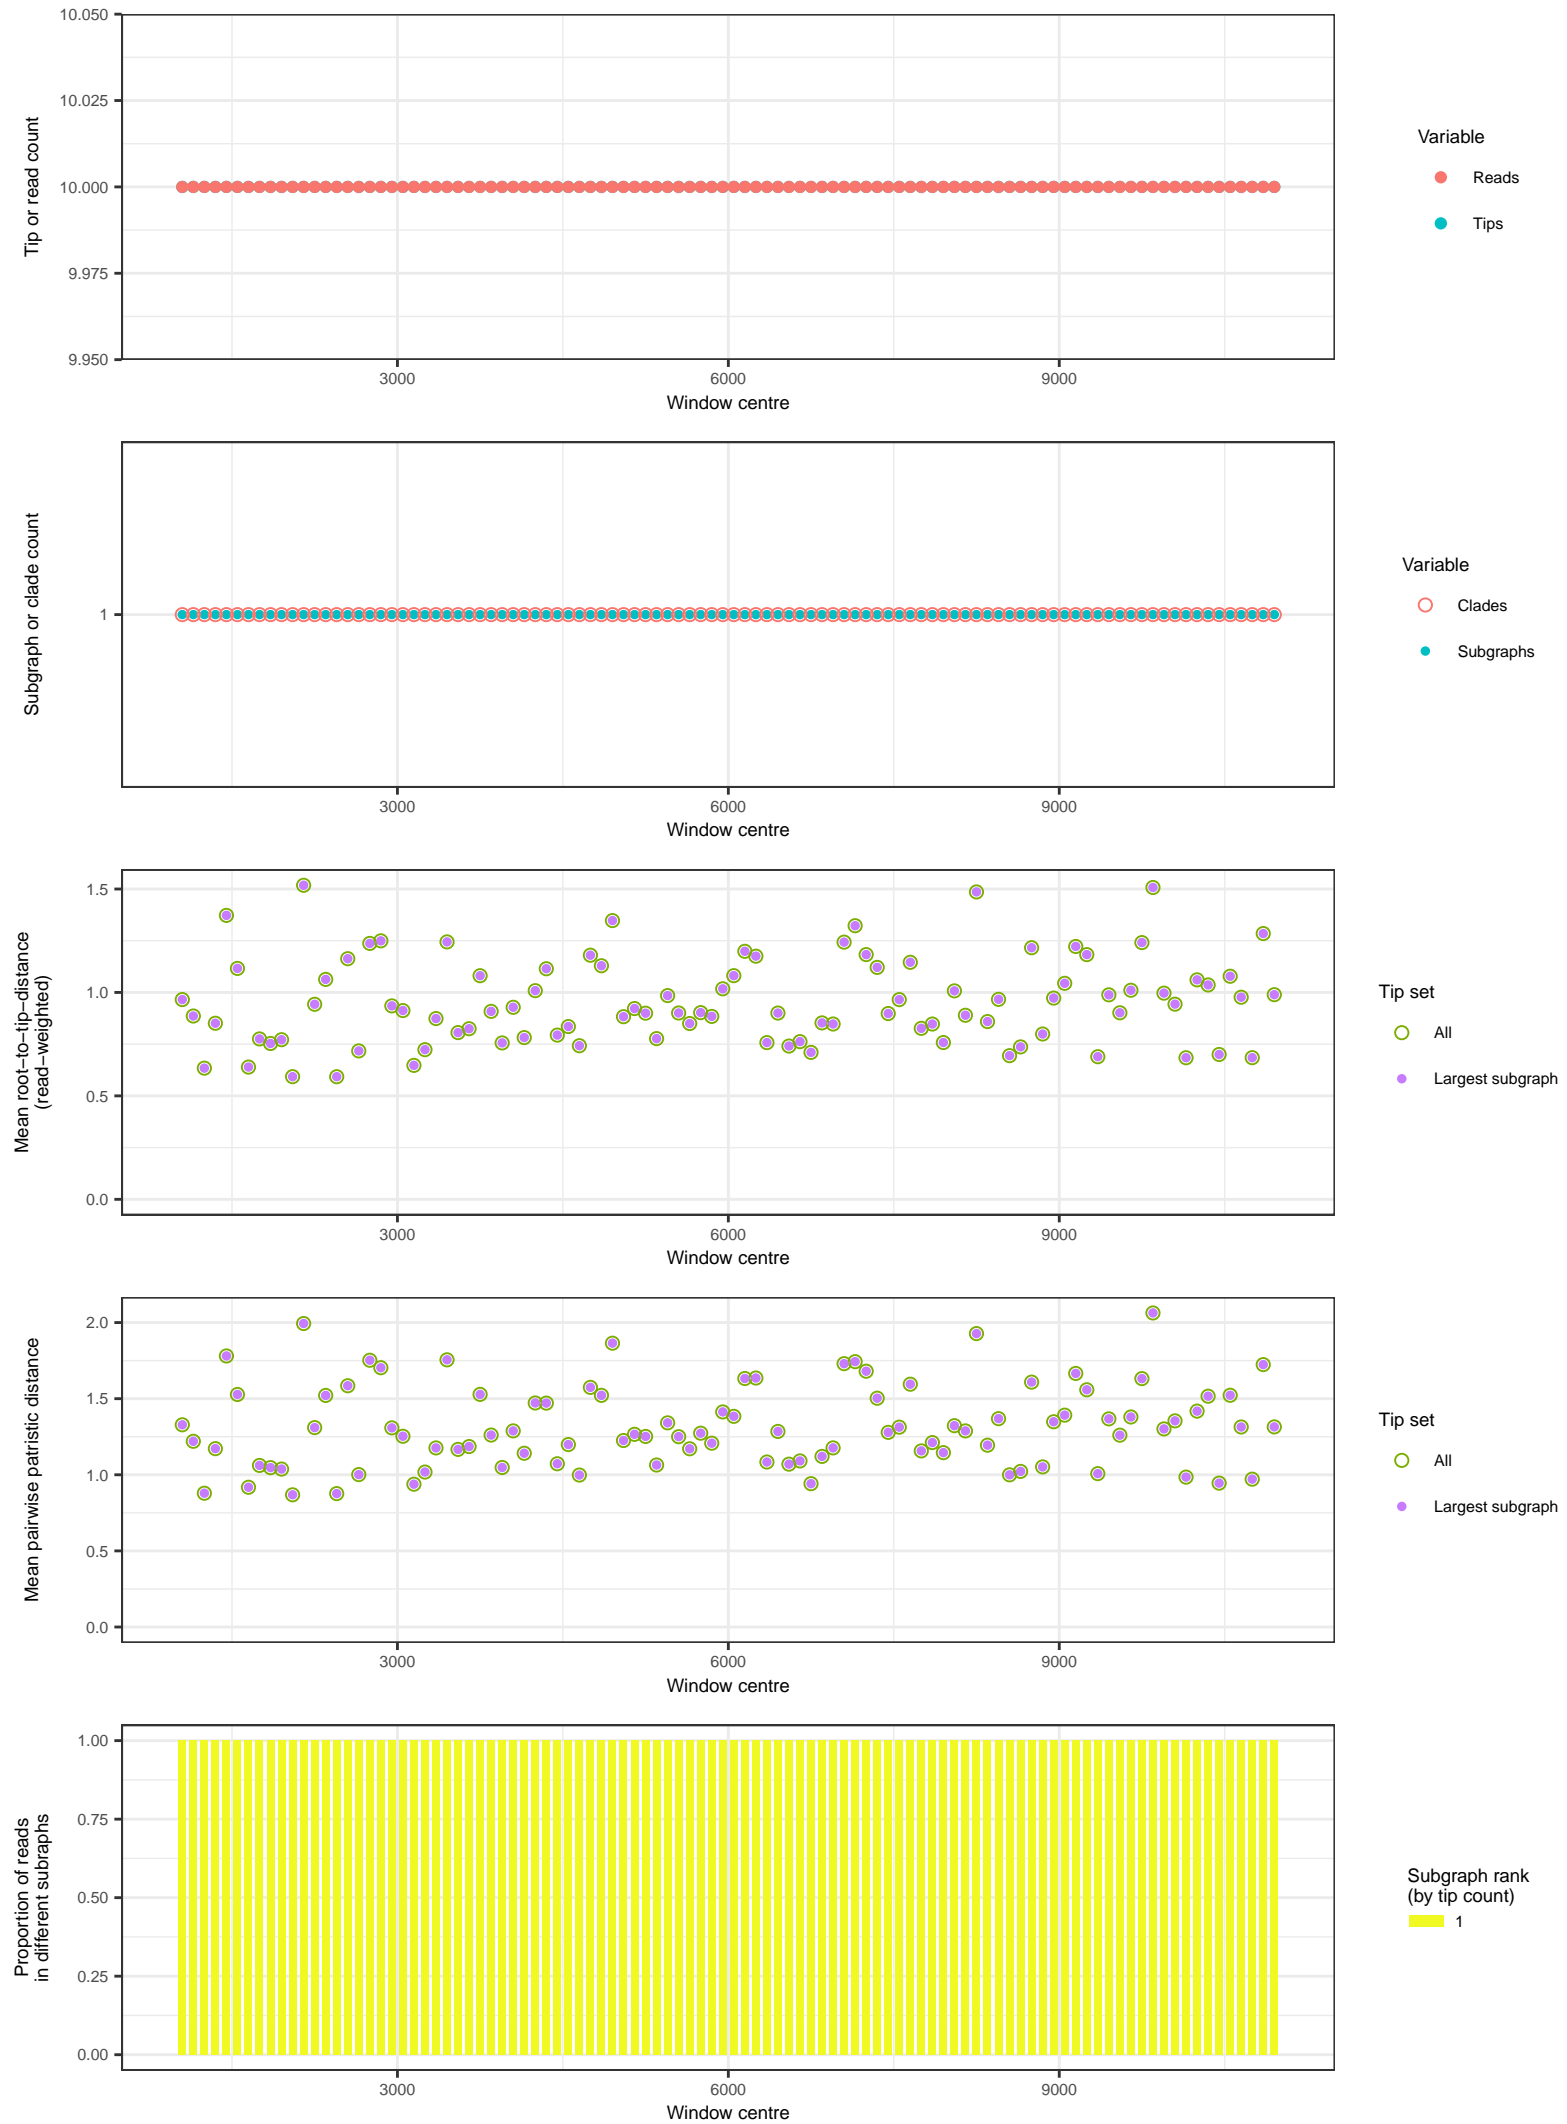 10.050
10.025
10.000
9.975
9.950
Tip or read count
3000 6000 9000
Window centre
Variable
Reads
Tips
1
Subgraph or clade count
3000 6000 9000
Window centre
Variable
Clades
Subgraphs
1.5
1.0
0.5
0.0
Mean root−to−tip−distance
(read−weighted)
3000 6000 9000
Window centre
Tip set
All
Largest subgraph
2.0
1.5
1.0
0.5
0.0
Mean pairwise patristic distance
3000 6000 9000
Window centre
Tip set
All
Largest subgraph
1.00
0.75
0.50
0.25
0.00
Proportion of reads
in different subraphs
3000 6000 9000
Window centre
Subgraph rank
(by tip count)
1